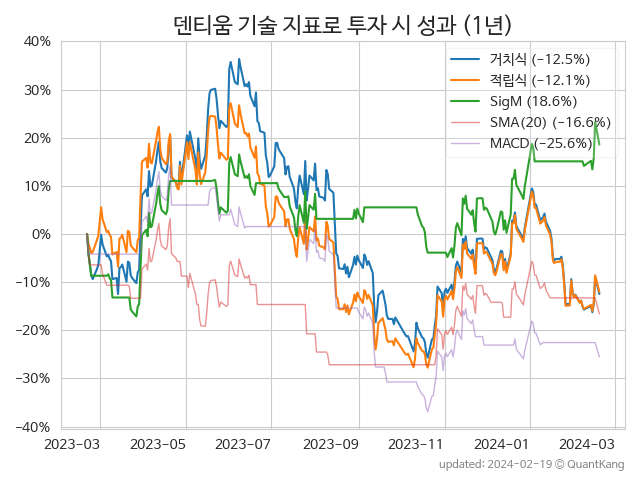 덴티움 기술 지표로 투자 시 성과 (1년)
40%
30%
20%
10%
0%
−10%
−20%
−30%
−40%
거치식 (−12.5%)
적립식 (−12.1%)
SigM (18.6%)
SMA(20) (−16.6%)
MACD (−25.6%)
2023-03
2023-05
2023-07
2023-09
2023-11
2024-01
2024-03
updated: 2024-02-19 © QuantKang